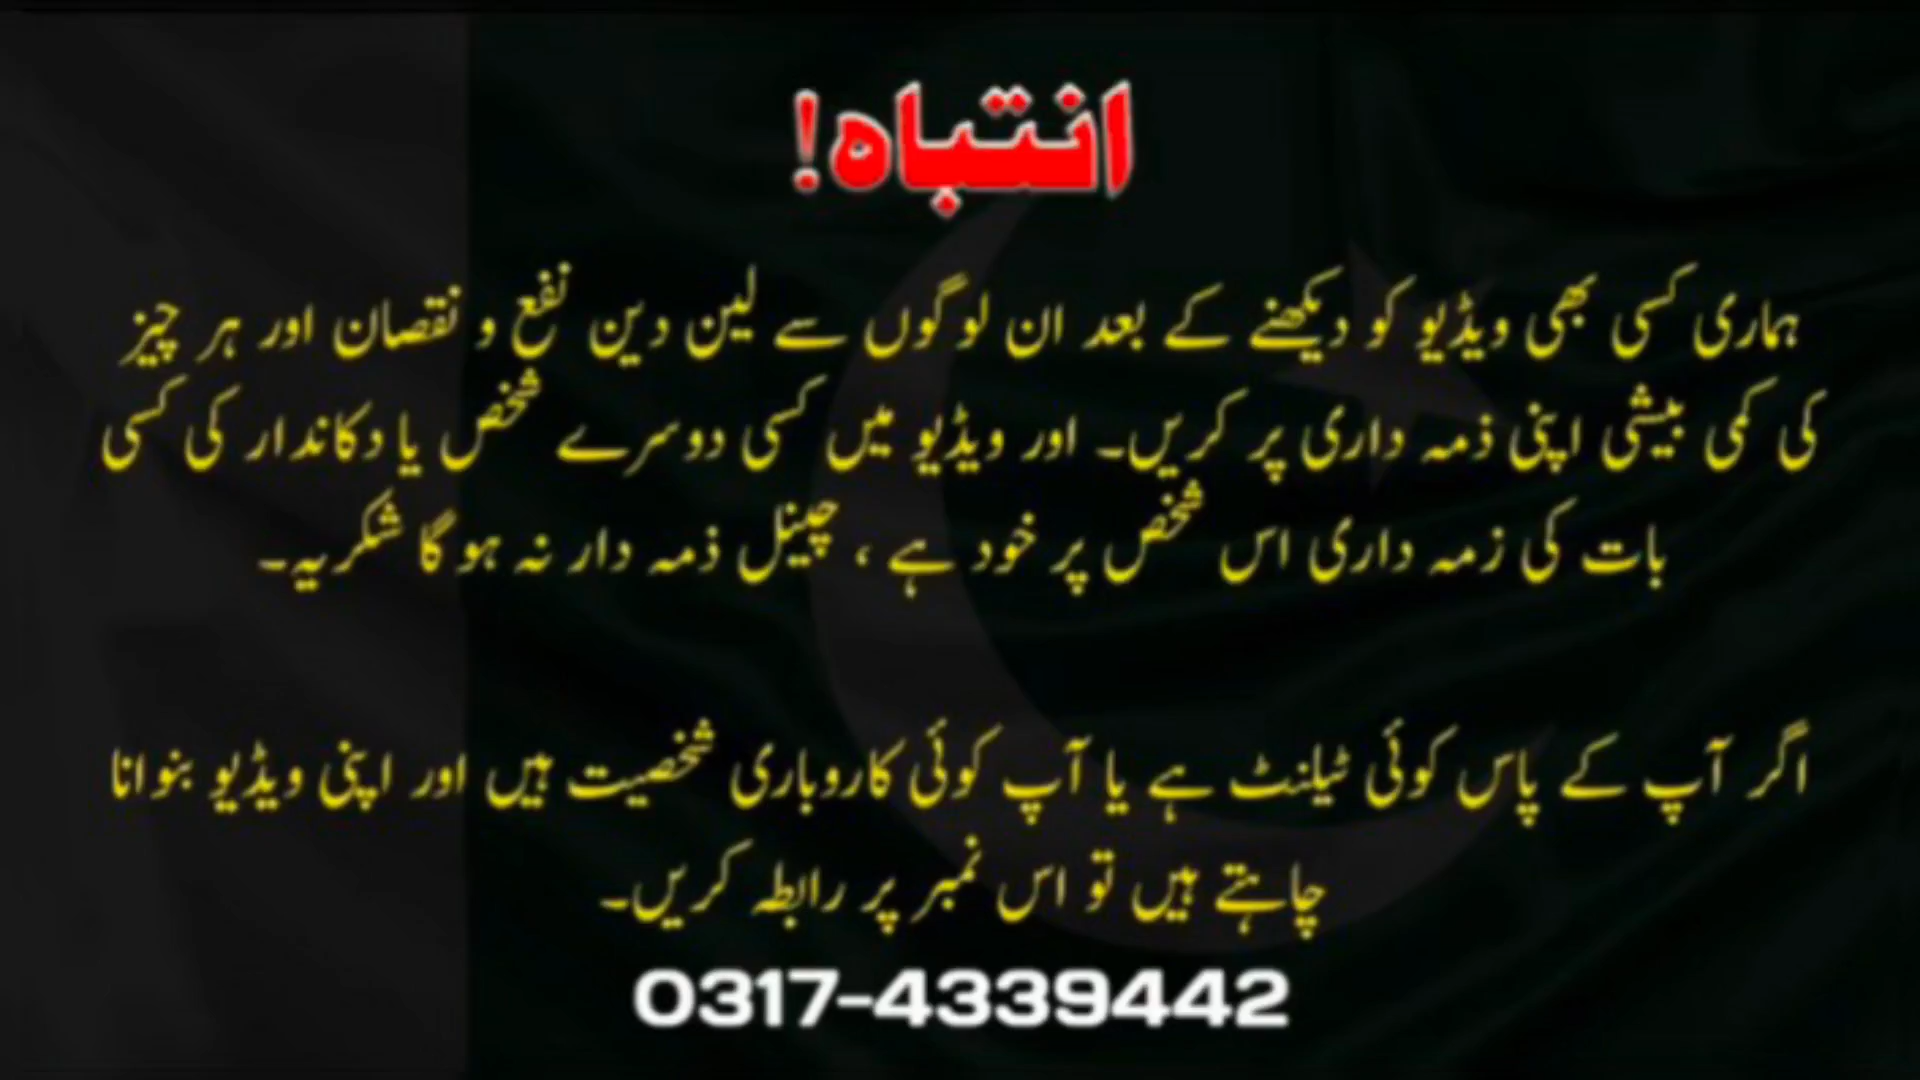 انتباہ!
ہماری کسی بھی ویڈیو کو دیکھنے کے بعد ان لوگوں سے لین دین نفع و نقصان اور ہر چیز
کی کمی بیشی اپنی ذمہ داری پر کریں۔ اور ویڈیو میں کسی دوسرے شخص یا دکاندار کی کسی
بات کی زمہ داری اس شخص پر خود ہے ، چینل ذمہ دار نہ ہو گا شکریہ۔
اگر آپ کے پاس کوئی ٹیلنٹ ہے یا آپ کوئی کاروباری شخصیت ہیں اور اپنی ویڈیو بنوانا
چاہتے ہیں تو اس نمبر پر رابطہ کریں۔
0317-4339442